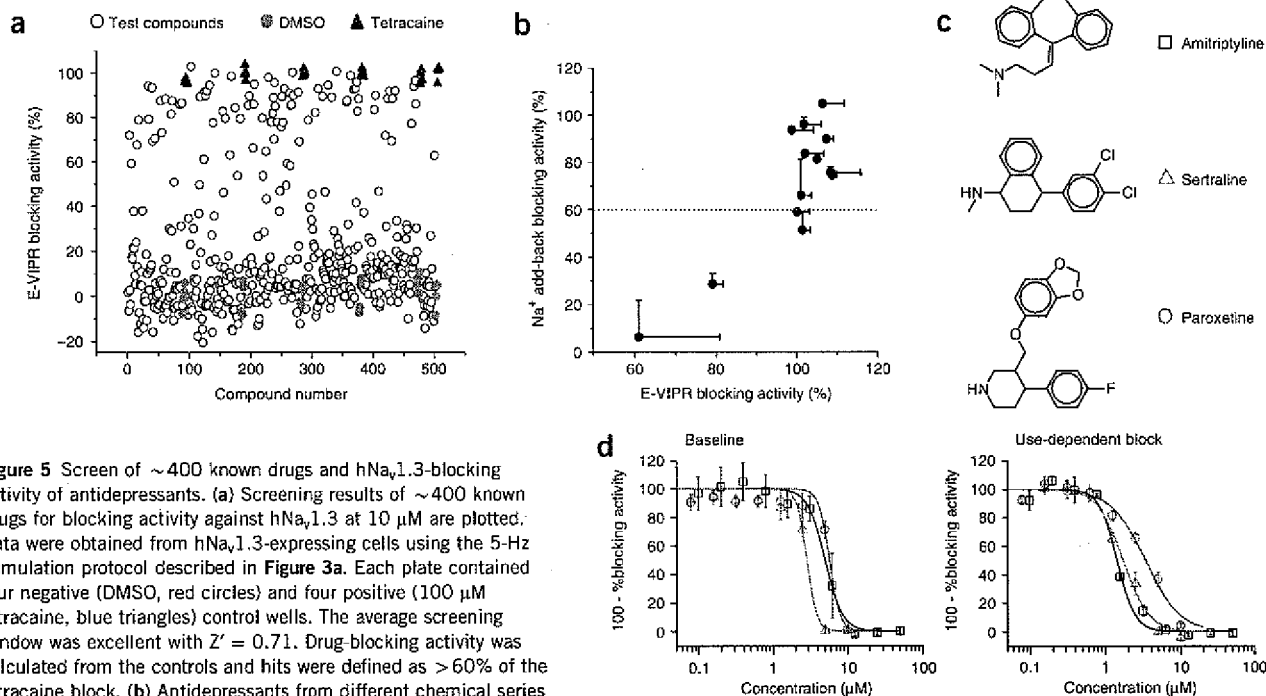 a
Test compounds DMSO Tetracaine
E-VIPR blocking activity (%)
100
80
60
40
20
0
−20
0 100 200 300 400 500
Compound number
b
Na+ add-back blocking activity (%)
120
100
80
60
40
20
0
60 80 100 120
E-VIPR blocking activity (%)
c
N
Amitriptyline
HN
Cl
Cl
Sertraline
O
O
O
HN
F
Paroxetine
gure 5 Screen of ~400 known drugs and hNav1.3-blocking
tivity of antidepressants. (a) Screening results of ~400 known
ugs for blocking activity against hNav1.3 at 10 μM are plotted.
ata were obtained from hNav1.3-expressing cells using the 5-Hz
mulation protocol described in Figure 3a. Each plate contained
ur negative (DMSO, red circles) and four positive (100 μM
tracaine, blue triangles) control wells. The average screening
ndow was excellent with Z′ = 0.71. Drug-blocking activity was
lculated from the controls and hits were defined as >60% of the
tracaine block. (b) Antidepressants from different chemical series
d
Baseline
100 - %blocking activity
120
100
80
60
40
20
0
0.1 1 10 100
Concentration (μM)
Use-dependent block
100 - %blocking activity
120
100
80
60
40
20
0
0.1 1 10 100
Concentration (μM)